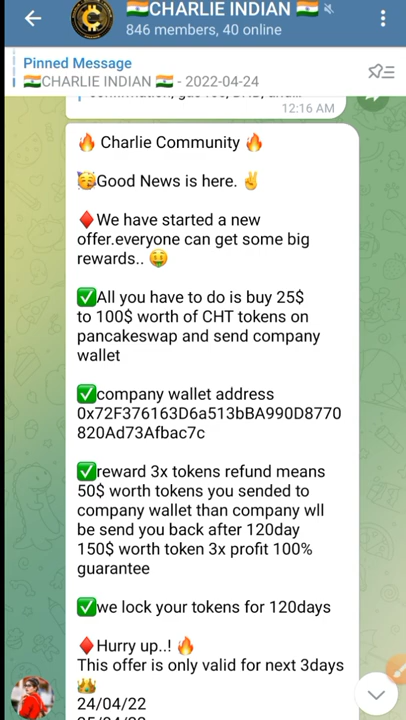 🇮🇳CHARLIE INDIAN 🇮🇳
846 members, 40 online
Pinned Message
🇮🇳CHARLIE INDIAN 🇮🇳 - 2022-04-24
12:16 AM
🔥 Charlie Community 🔥
🥳Good News is here. ✌️
♦️We have started a new
offer.everyone can get some big
rewards.. 🤑
✅All you have to do is buy 25$
to 100$ worth of CHT tokens on
pancakeswap and send company
wallet
✅company wallet address
0x72F376163D6a513bBA990D8770
820Ad73Afbac7c
✅reward 3x tokens refund means
50$ worth tokens you sended to
company wallet than company wll
be send you back after 120day
150$ worth token 3x profit 100%
guarantee
✅we lock your tokens for 120days
♦️Hurry up..! 🔥
This offer is only valid for next 3days
👑
24/04/22